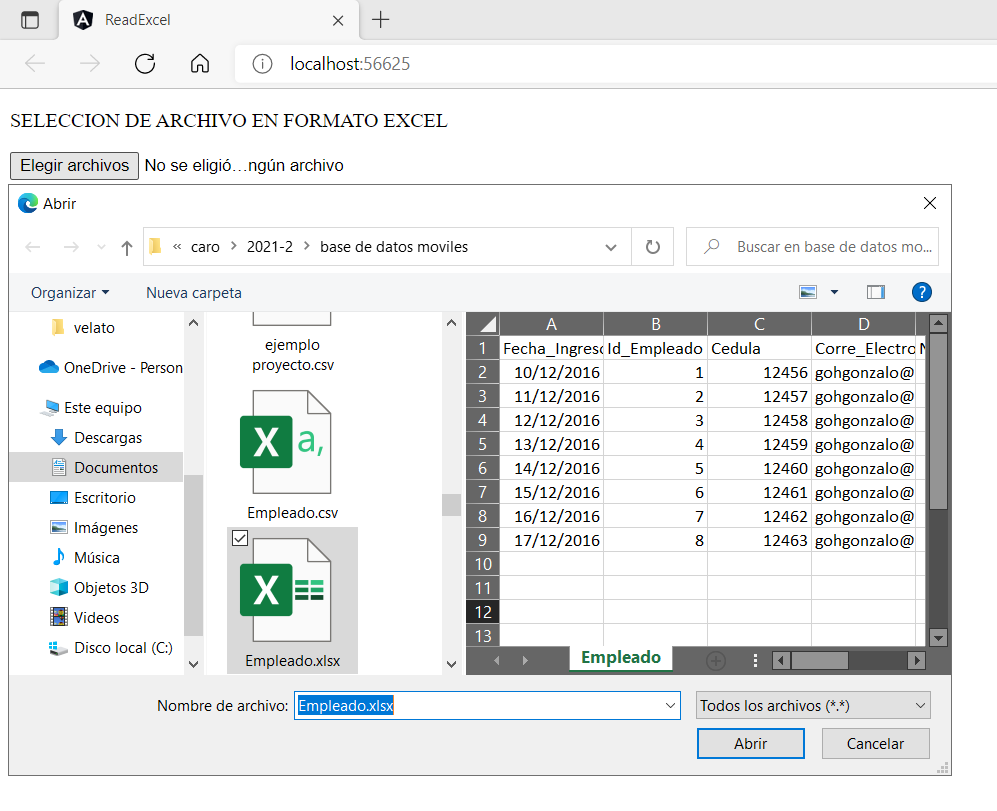 ReadExcel
localhost:56625
SELECCION DE ARCHIVO EN FORMATO EXCEL
Elegir archivos No se eligió…ngún archivo
Abrir
« caro > 2021-2 > base de datos moviles
Buscar en base de datos mo...
Organizar
Nueva carpeta
?
velato
OneDrive - Person
Este equipo
Descargas
Documentos
Escritorio
Imágenes
Música
Objetos 3D
Videos
Disco local (C:)
ejemplo
proyecto.csv
X a,
Empleado.csv
X
Empleado.xlsx
A B C D
1 Fecha_Ingreso Id_Empleado Cedula Corre_Electro N
2 10/12/2016 1 12456 gohgonzalo@
3 11/12/2016 2 12457 gohgonzalo@
4 12/12/2016 3 12458 gohgonzalo@
5 13/12/2016 4 12459 gohgonzalo@
6 14/12/2016 5 12460 gohgonzalo@
7 15/12/2016 6 12461 gohgonzalo@
8 16/12/2016 7 12462 gohgonzalo@
9 17/12/2016 8 12463 gohgonzalo@
10
11
12
13
Empleado
Nombre de archivo: Empleado.xlsx
Todos los archivos (*.*)
Abrir
Cancelar